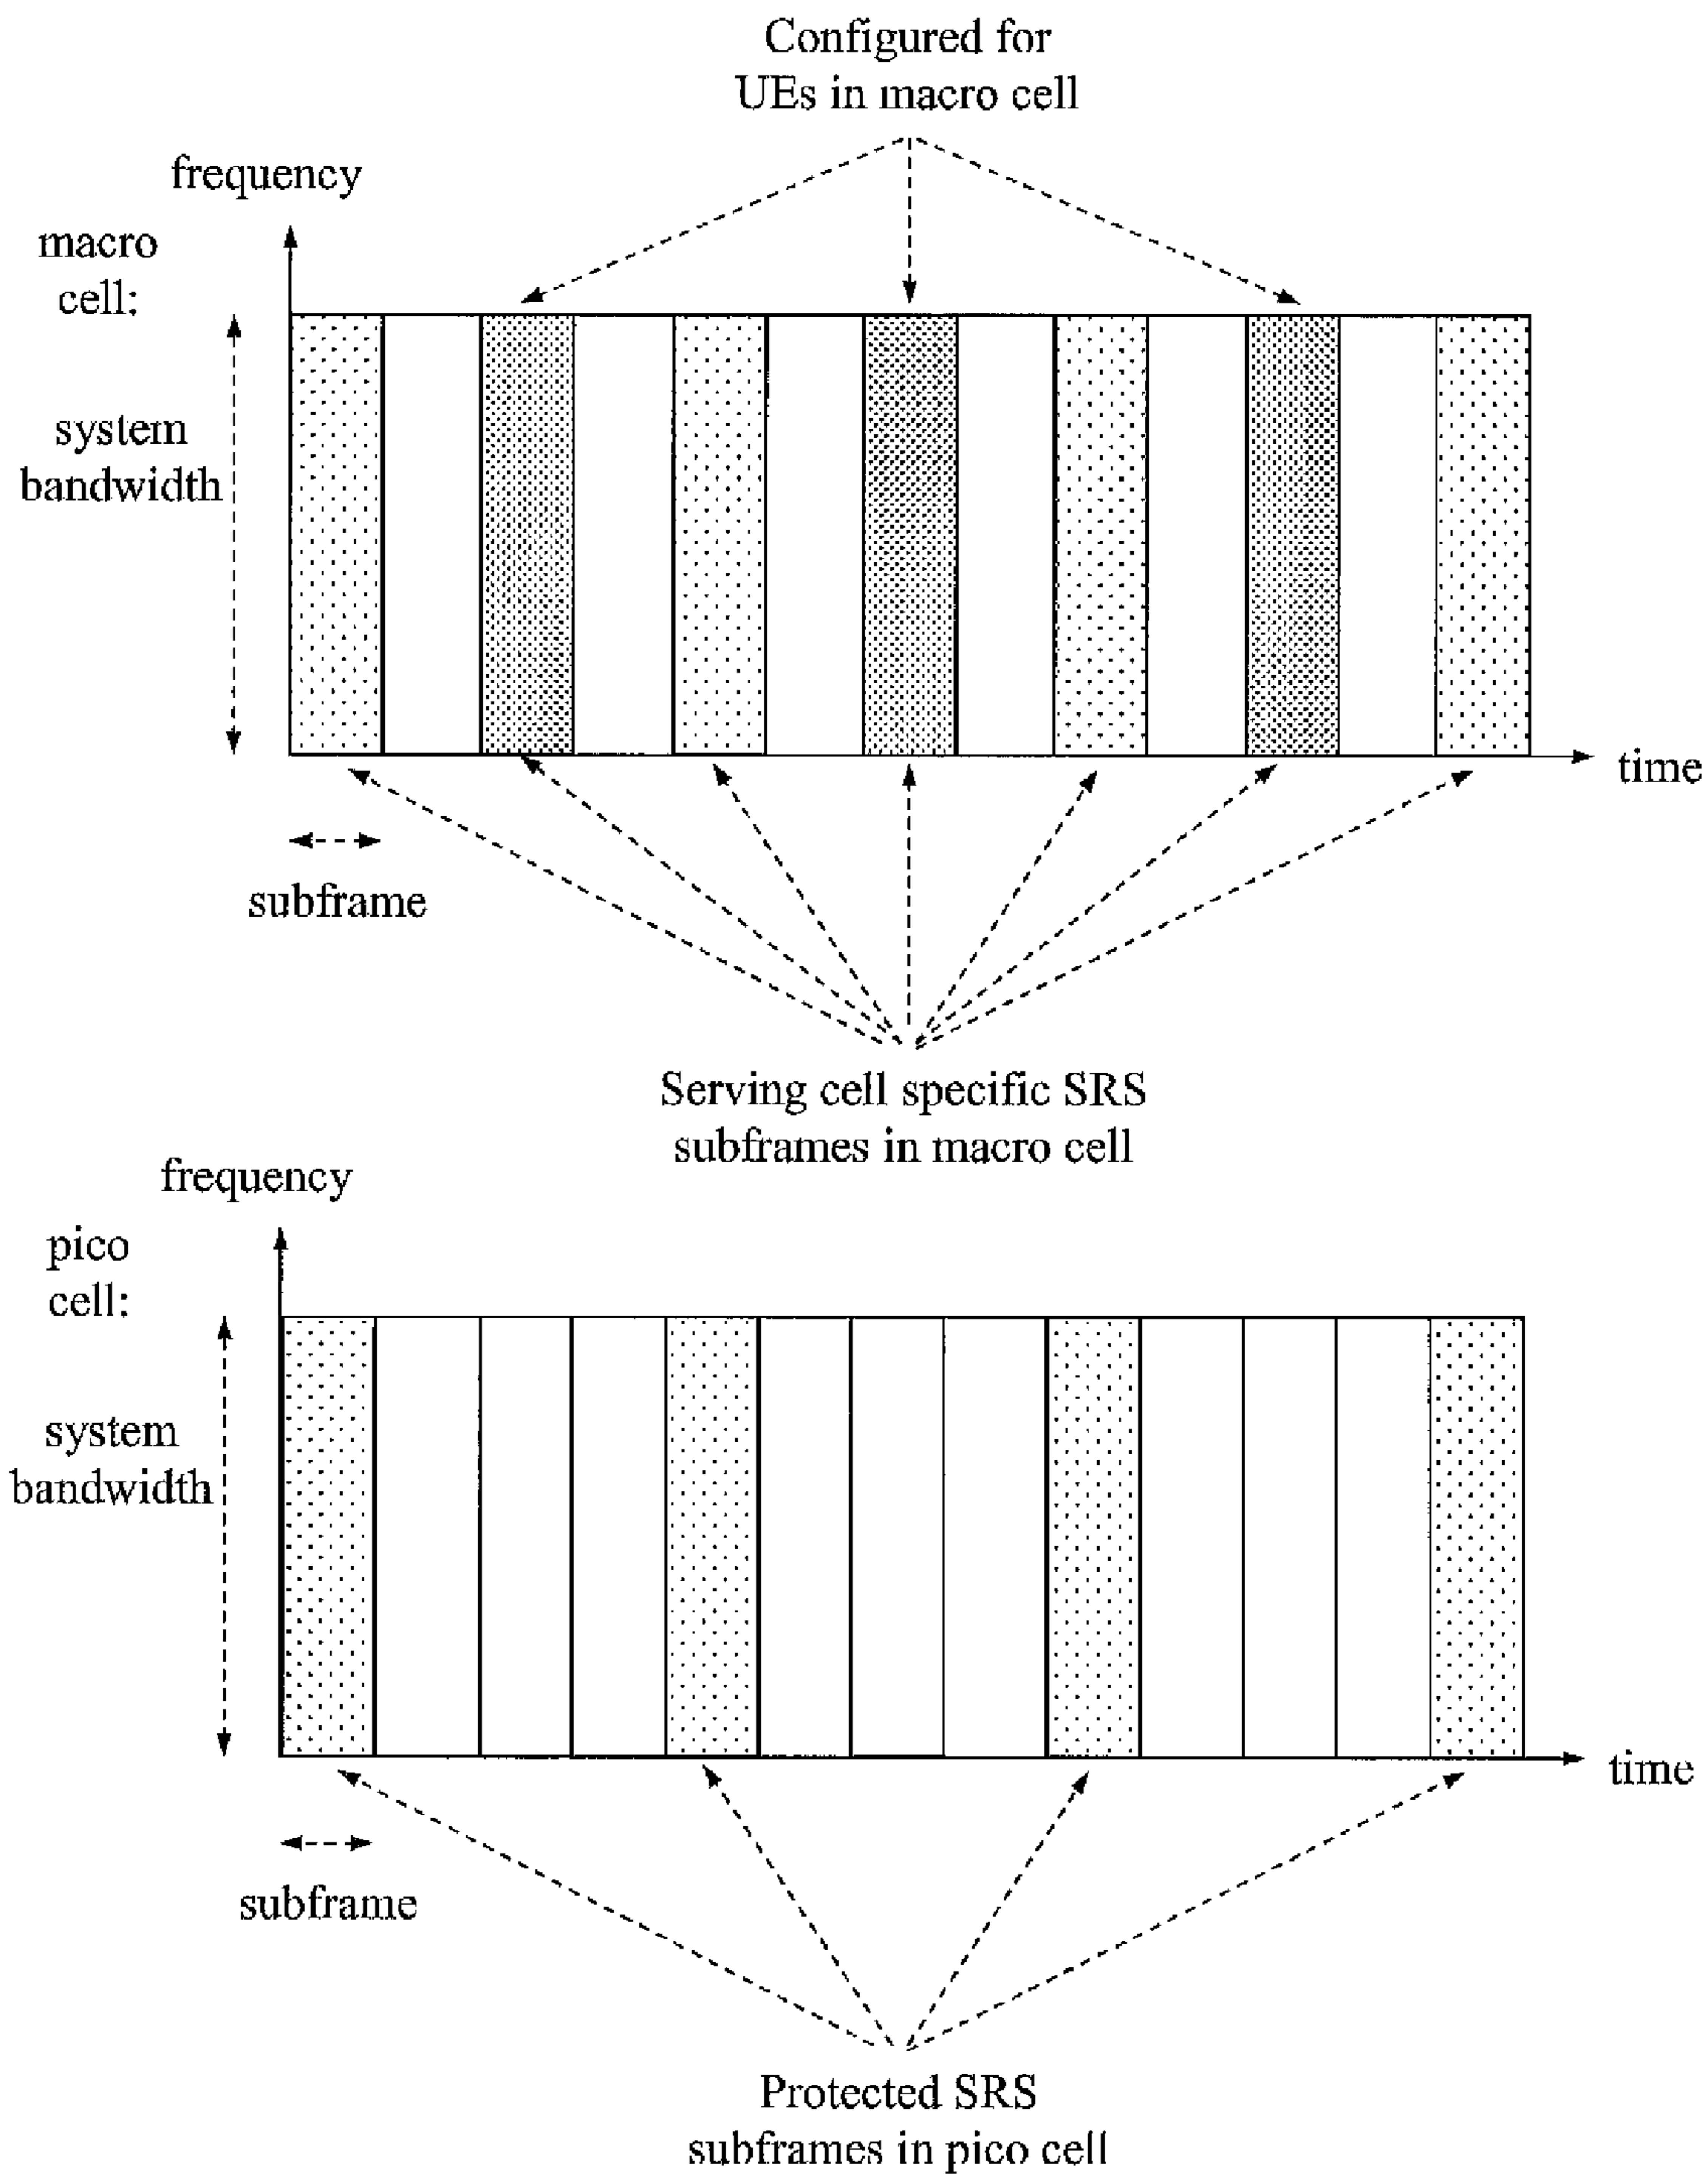 Configured for
UEs in macro cell
frequency
macro
cell:
system
bandwidth
time
subframe
Serving cell specific SRS
subframes in macro cell
frequency
pico
cell:
system
bandwidth
time
subframe
Protected SRS
subframes in pico cell